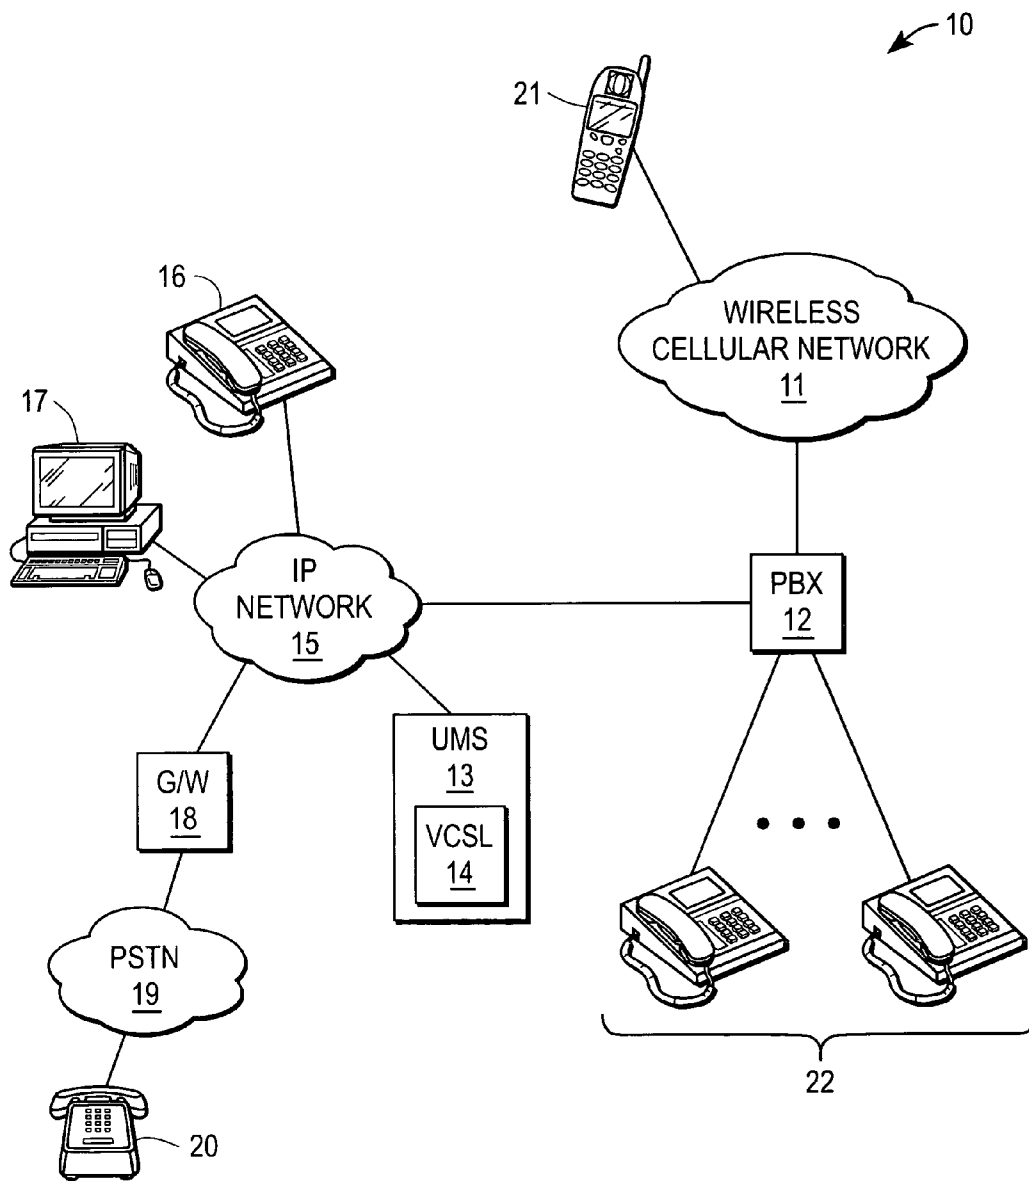 10
21
WIRELESS
CELLULAR NETWORK
11
16
17
IP
NETWORK
15
PBX
12
UMS
13
VCSL
14
G/W
18
PSTN
19
20
22